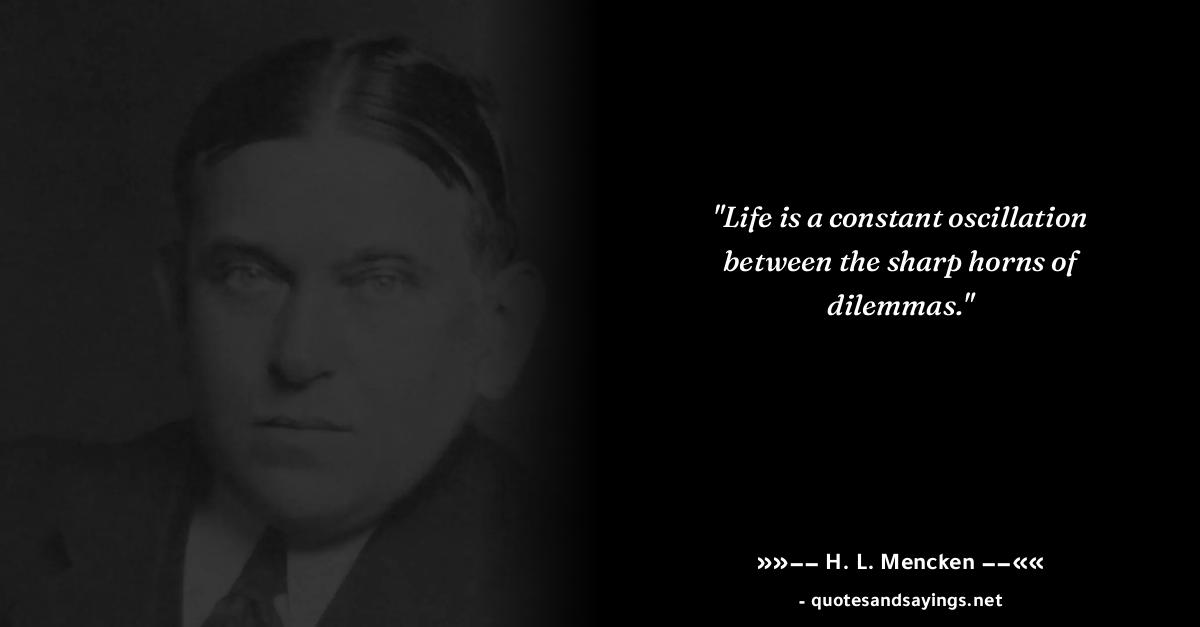 "Life is a constant oscillation
between the sharp horns of
dilemmas."
»»−− H. L. Mencken −−««
- quotesandsayings.net